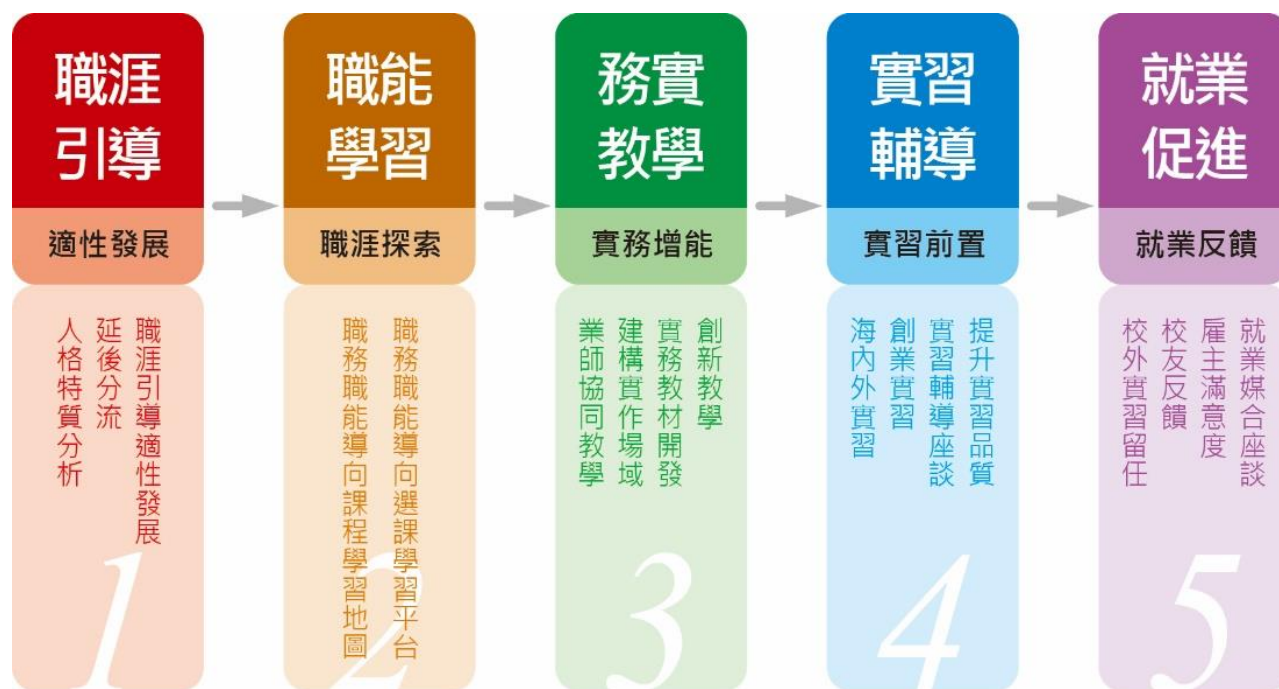 職涯
引導
適性發展
職涯引導適性發展
延後分流
人格特質分析
1
職能
學習
職涯探索
職務職能導向選課學習平台
職務職能導向課程學習地圖
2
務實
教學
實務增能
創新教學
實務教材開發
建構實作場域
業師協同教學
3
實習
輔導
實習前置
提升實習品質
實習輔導座談
創業實習
海內外實習
4
就業
促進
就業反饋
就業媒合座談
雇主滿意度
校友反饋
校外實習留任
5